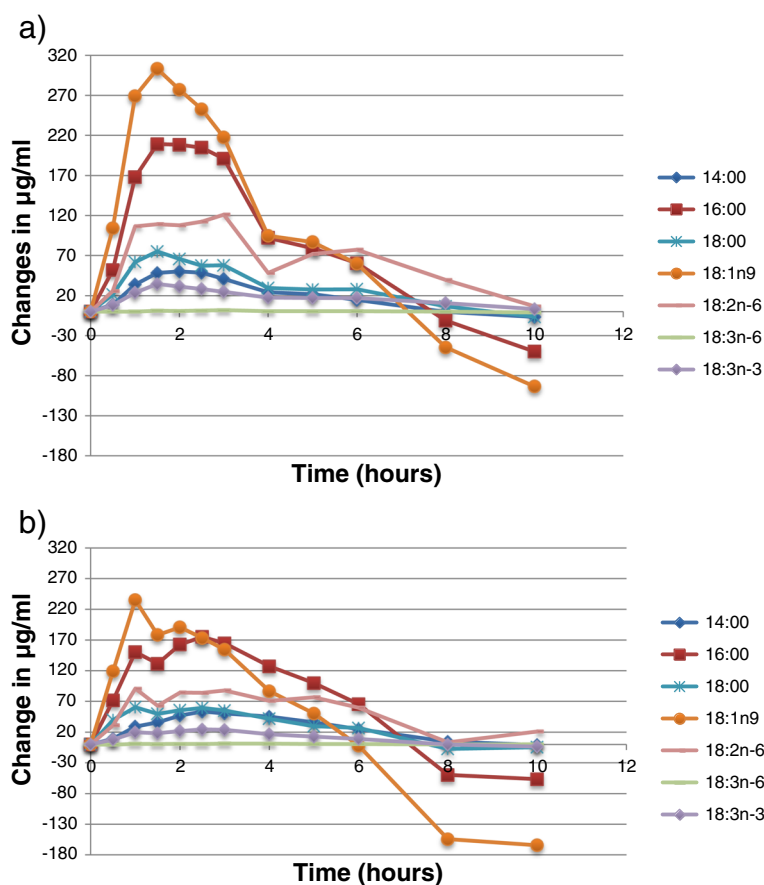 a)
320
270
220
170
120
70
20
-30
-80
-130
-180
Changes in µg/ml
0 2 4 6 8 10 12
Time (hours)
14:00
16:00
18:00
18:1n9
18:2n-6
18:3n-6
18:3n-3
b)
320
270
220
170
120
70
20
-30
-80
-130
-180
Change in µg/ml
0 2 4 6 8 10 12
Time (hours)
14:00
16:00
18:00
18:1n9
18:2n-6
18:3n-6
18:3n-3